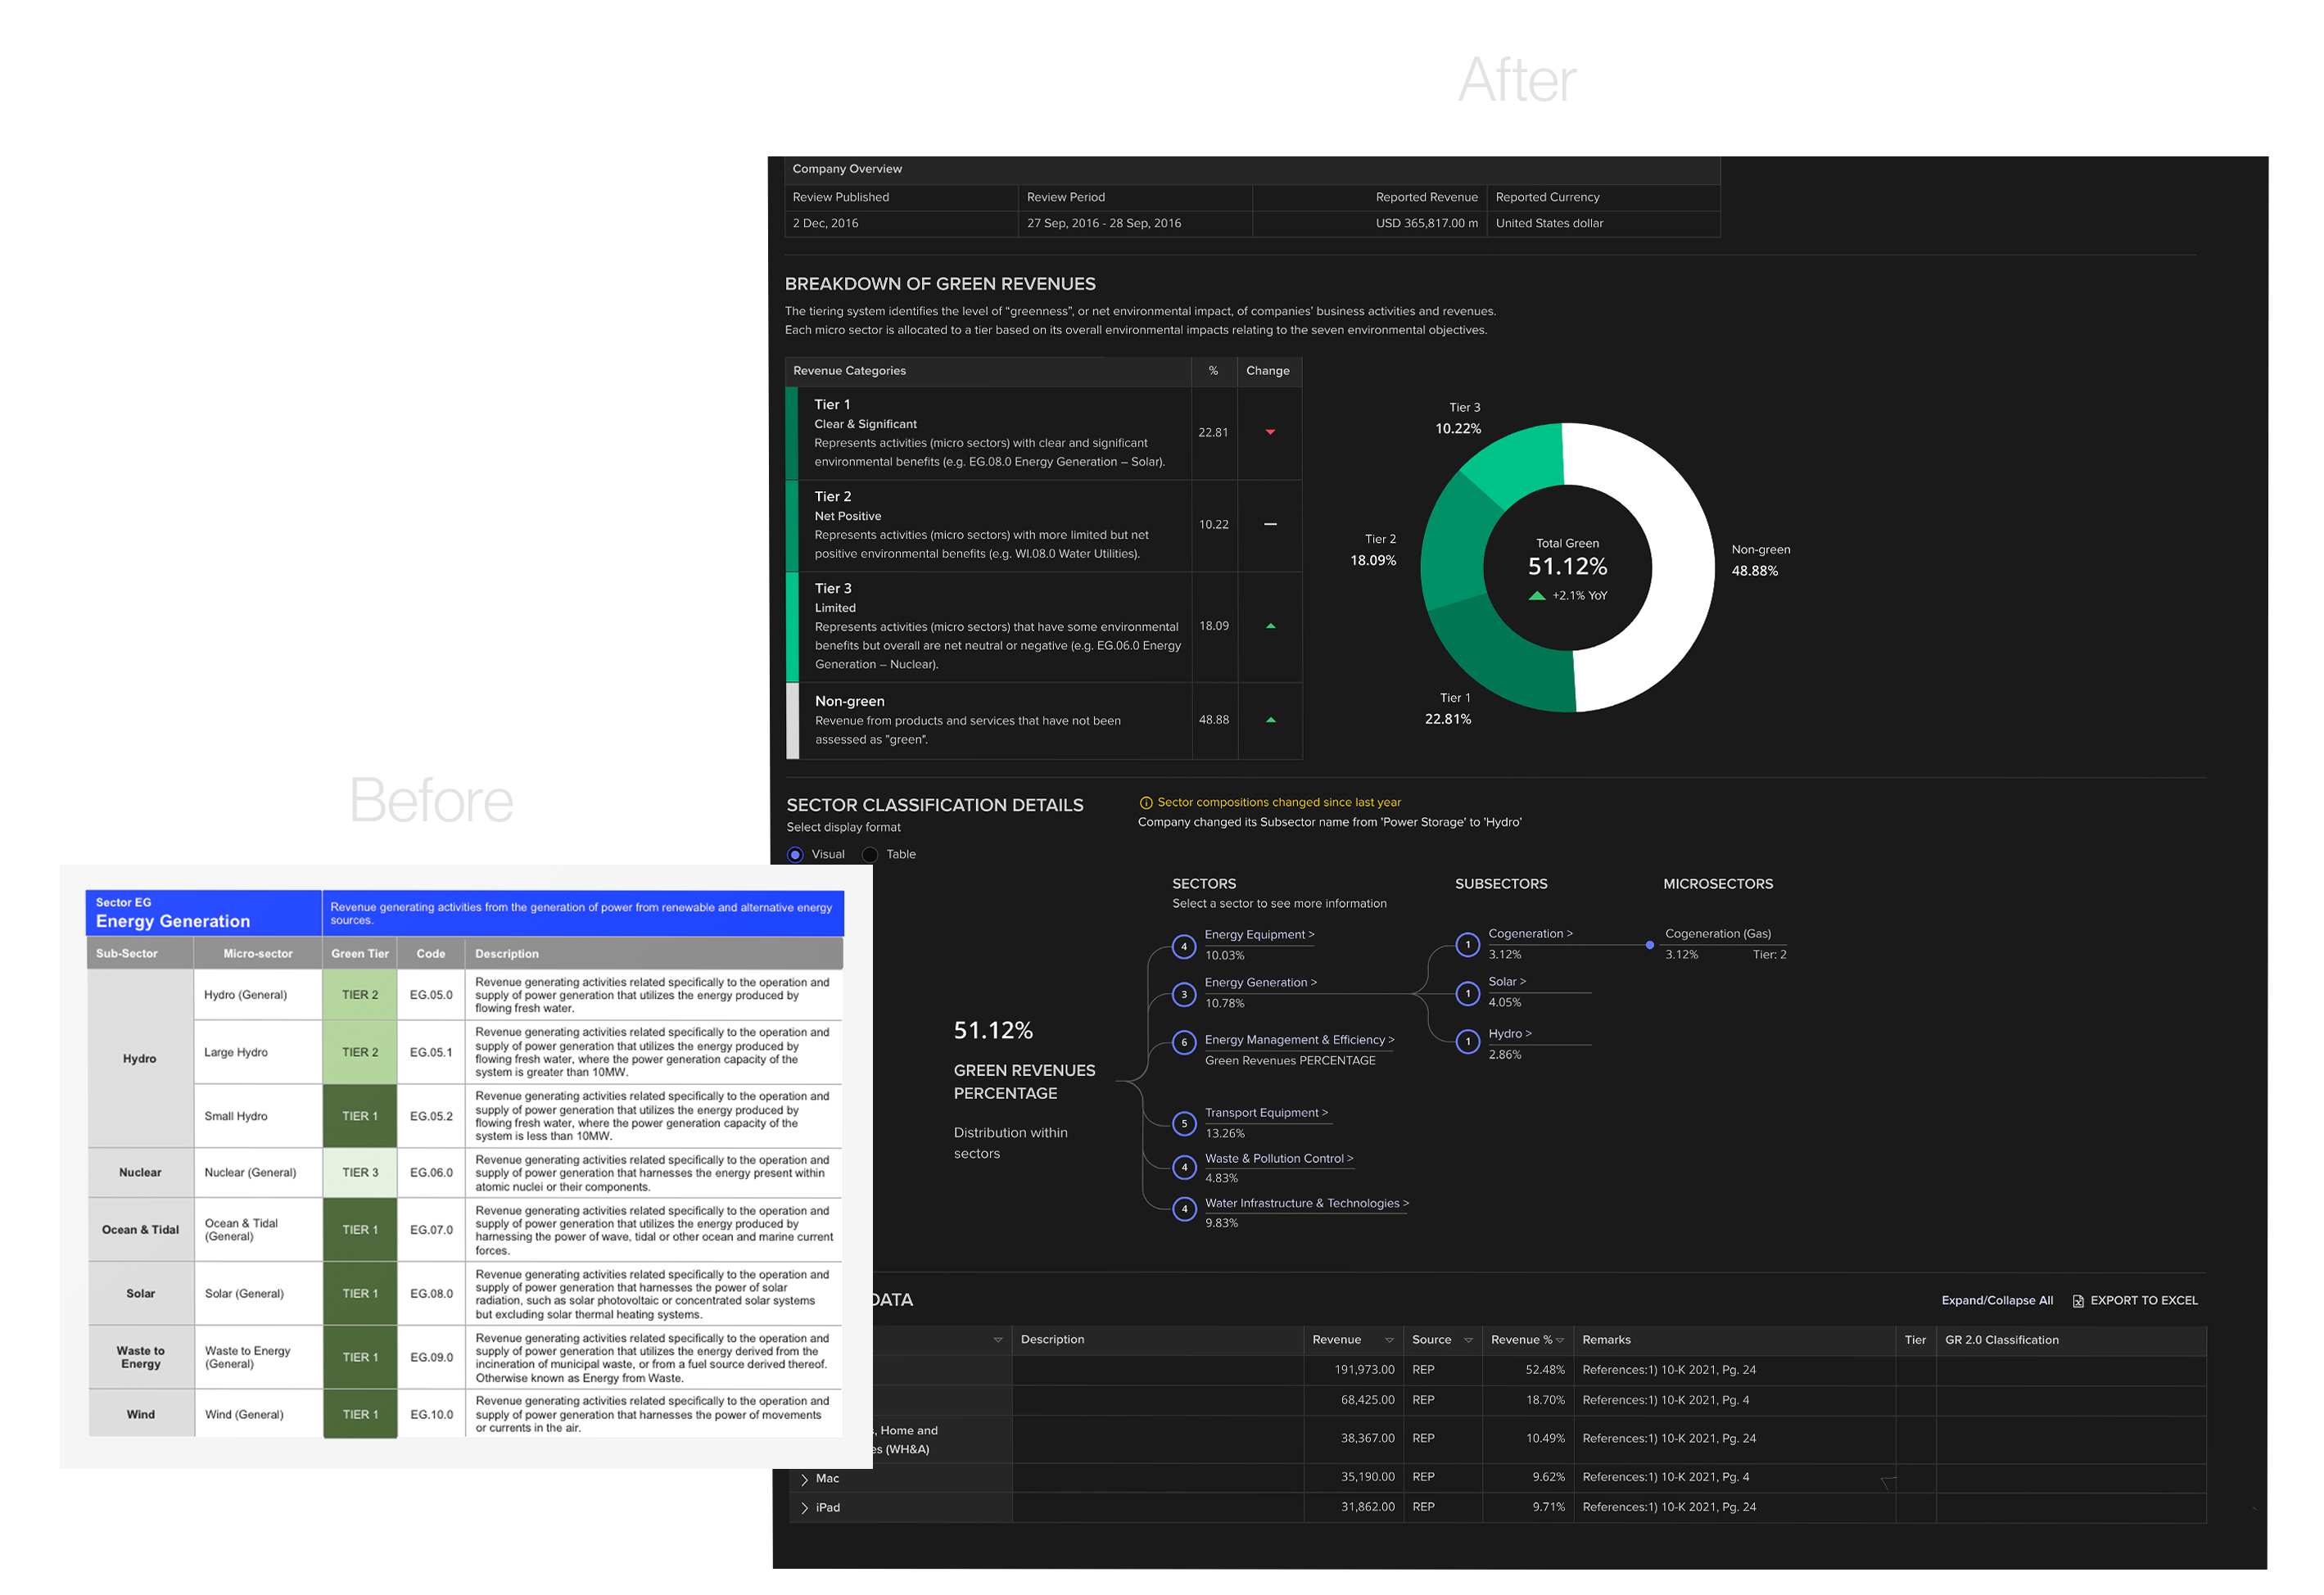 After
Company Overview
Review Published
Review Period
Reported Revenue
Reported Currency
2 Dec, 2016
27 Sep, 2016 - 28 Sep, 2016
USD 365,817.00 m
United States dollar
BREAKDOWN OF GREEN REVENUES
The tiering system identifies the level of “greenness”, or net environmental impact, of companies’ business activities and revenues.
Each micro sector is allocated to a tier based on its overall environmental impacts relating to the seven environmental objectives.
Revenue Categories
%
Change
Tier 1
Clear & Significant
Represents activities (micro sectors) with clear and significant
environmental benefits (e.g. EG.08.0 Energy Generation – Solar).
22.81
Tier 2
Net Positive
Represents activities (micro sectors) with more limited but net
positive environmental benefits (e.g. WI.08.0 Water Utilities).
10.22
Tier 3
Limited
Represents activities (micro sectors) that have some environmental
benefits but overall are net neutral or negative (e.g. EG.06.0 Energy
Generation – Nuclear).
18.09
Non-green
Revenue from products and services that have not been
assessed as "green".
48.88
Tier 3
10.22%
Tier 2
18.09%
Total Green
51.12%
+2.1% YoY
Non-green
48.88%
Tier 1
22.81%
SECTOR CLASSIFICATION DETAILS
Select display format
Visual
Table
Sector compositions changed since last year
Company changed its Subsector name from 'Power Storage' to 'Hydro'
SECTORS
Select a sector to see more information
SUBSECTORS
MICROSECTORS
51.12%
GREEN REVENUES
PERCENTAGE
Distribution within
sectors
4
Energy Equipment >
10.03%
3
Energy Generation >
10.78%
6
Energy Management & Efficiency >
Green Revenues PERCENTAGE
5
Transport Equipment >
13.26%
4
Waste & Pollution Control >
4.83%
4
Water Infrastructure & Technologies >
9.83%
1
Cogeneration >
3.12%
1
Solar >
4.05%
1
Hydro >
2.86%
Cogeneration (Gas)
3.12%
Tier: 2
DATA
Expand/Collapse All
EXPORT TO EXCEL
Description
Revenue
Source
Revenue %
Remarks
Tier
GR 2.0 Classification
191,973.00
REP
52.48%
References:1) 10-K 2021, Pg. 24
68,425.00
REP
18.70%
References:1) 10-K 2021, Pg. 4
, Home and
es (WH&A)
38,367.00
REP
10.49%
References:1) 10-K 2021, Pg. 24
Mac
35,190.00
REP
9.62%
References:1) 10-K 2021, Pg. 4
iPad
31,862.00
REP
9.71%
References:1) 10-K 2021, Pg. 24
Before
Sector EG
Energy Generation
Revenue generating activities from the generation of power from renewable and alternative energy
sources.
Sub-Sector
Micro-sector
Green Tier
Code
Description
Hydro
Hydro (General)
TIER 2
EG.05.0
Revenue generating activities related specifically to the operation and
supply of power generation that utilizes the energy produced by
flowing fresh water.
Large Hydro
TIER 2
EG.05.1
Revenue generating activities related specifically to the operation and
supply of power generation that utilizes the energy produced by
flowing fresh water, where the power generation capacity of the
system is greater than 10MW.
Small Hydro
TIER 1
EG.05.2
Revenue generating activities related specifically to the operation and
supply of power generation that utilizes the energy produced by
flowing fresh water, where the power generation capacity of the
system is less than 10MW.
Nuclear
Nuclear (General)
TIER 3
EG.06.0
Revenue generating activities related specifically to the operation and
supply of power generation that harnesses the energy present within
atomic nuclei or their components.
Ocean & Tidal
Ocean & Tidal
(General)
TIER 1
EG.07.0
Revenue generating activities related specifically to the operation and
supply of power generation that utilizes the energy produced by
harnessing the power of wave, tidal or other ocean and marine current
forces.
Solar
Solar (General)
TIER 1
EG.08.0
Revenue generating activities related specifically to the operation and
supply of power generation that harnesses the power of solar
radiation, such as solar photovoltaic or concentrated solar systems
but excluding solar thermal heating systems.
Waste to
Energy
Waste to Energy
(General)
TIER 1
EG.09.0
Revenue generating activities related specifically to the operation and
supply of power generation that utilizes the energy derived from the
incineration of municipal waste, or from a fuel source derived thereof.
Otherwise known as Energy from Waste.
Wind
Wind (General)
TIER 1
EG.10.0
Revenue generating activities related specifically to the operation and
supply of power generation that harnesses the power of movements
or currents in the air.